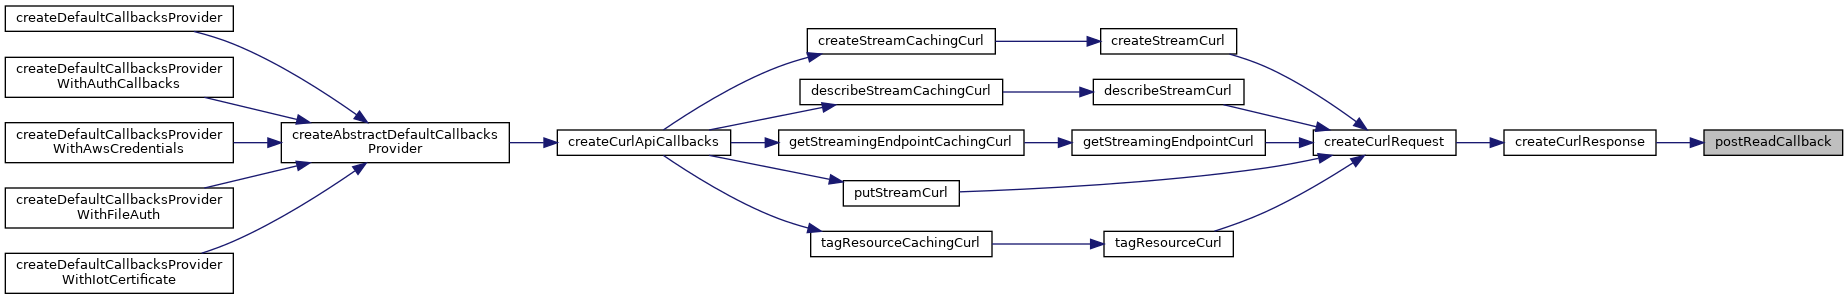 createDefaultCallbacksProvider
createDefaultCallbacksProvider
WithAuthCallbacks
createDefaultCallbacksProvider
WithAwsCredentials
createDefaultCallbacksProvider
WithFileAuth
createDefaultCallbacksProvider
WithIotCertificate
createAbstractDefaultCallbacks
Provider
createCurlApiCallbacks
createStreamCachingCurl
describeStreamCachingCurl
getStreamingEndpointCachingCurl
putStreamCurl
tagResourceCachingCurl
createStreamCurl
describeStreamCurl
getStreamingEndpointCurl
tagResourceCurl
createCurlRequest
createCurlResponse
postReadCallback